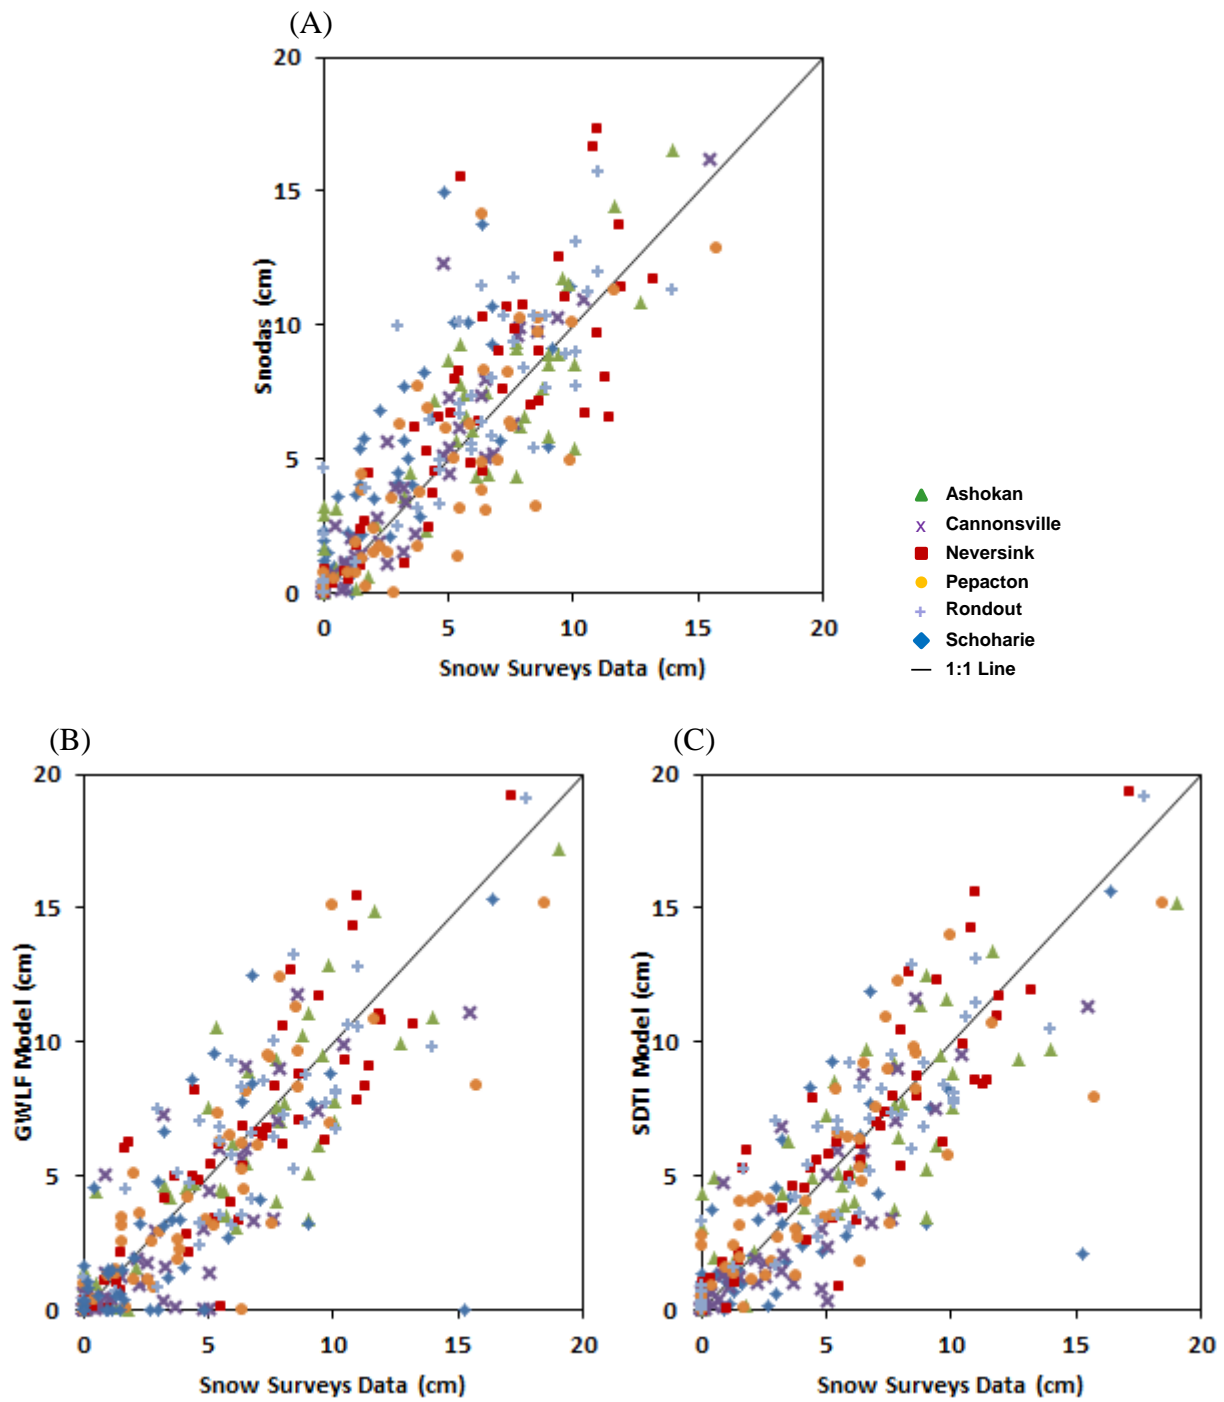 (A)
20
15
10
5
0
Snodas (cm)
0 5 10 15 20
Snow Surveys Data (cm)
Ashokan
Cannonsville
Neversink
Pepacton
Rondout
Schoharie
1:1 Line
(B)
20
15
10
5
0
GWLF Model (cm)
0 5 10 15 20
Snow Surveys Data (cm)
(C)
20
15
10
5
0
SDTI Model (cm)
0 5 10 15 20
Snow Surveys Data (cm)